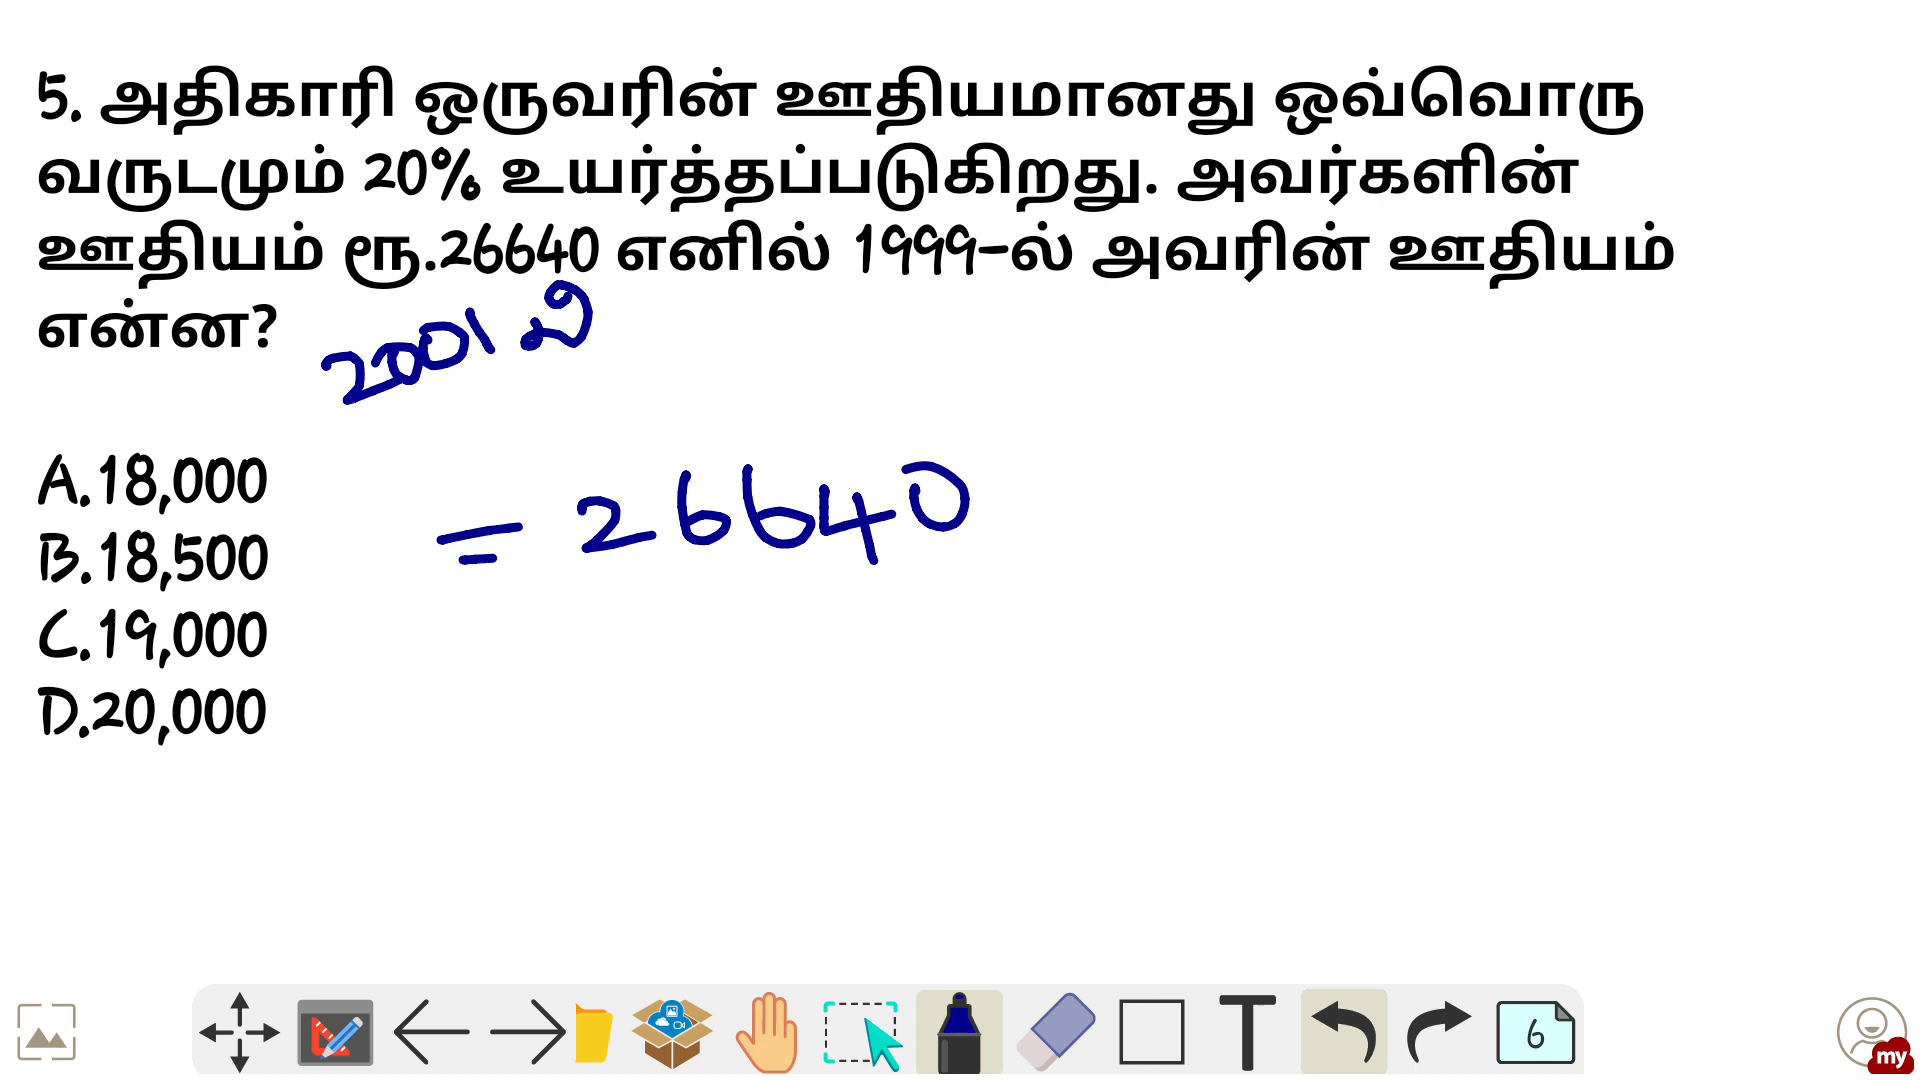 5. அதிகாரி ஒருவரின் ஊதியமானது ஒவ்வொரு
வருடமும் 20% உயர்த்தப்படுகிறது. அவர்களின்
ஊதியம் ரூ.26640 எனில் 1999-ல் அவரின் ஊதியம்
என்ன?
2001
A.18,000
= 26640
B.18,500
C.19,000
D.20,000
T
6
my